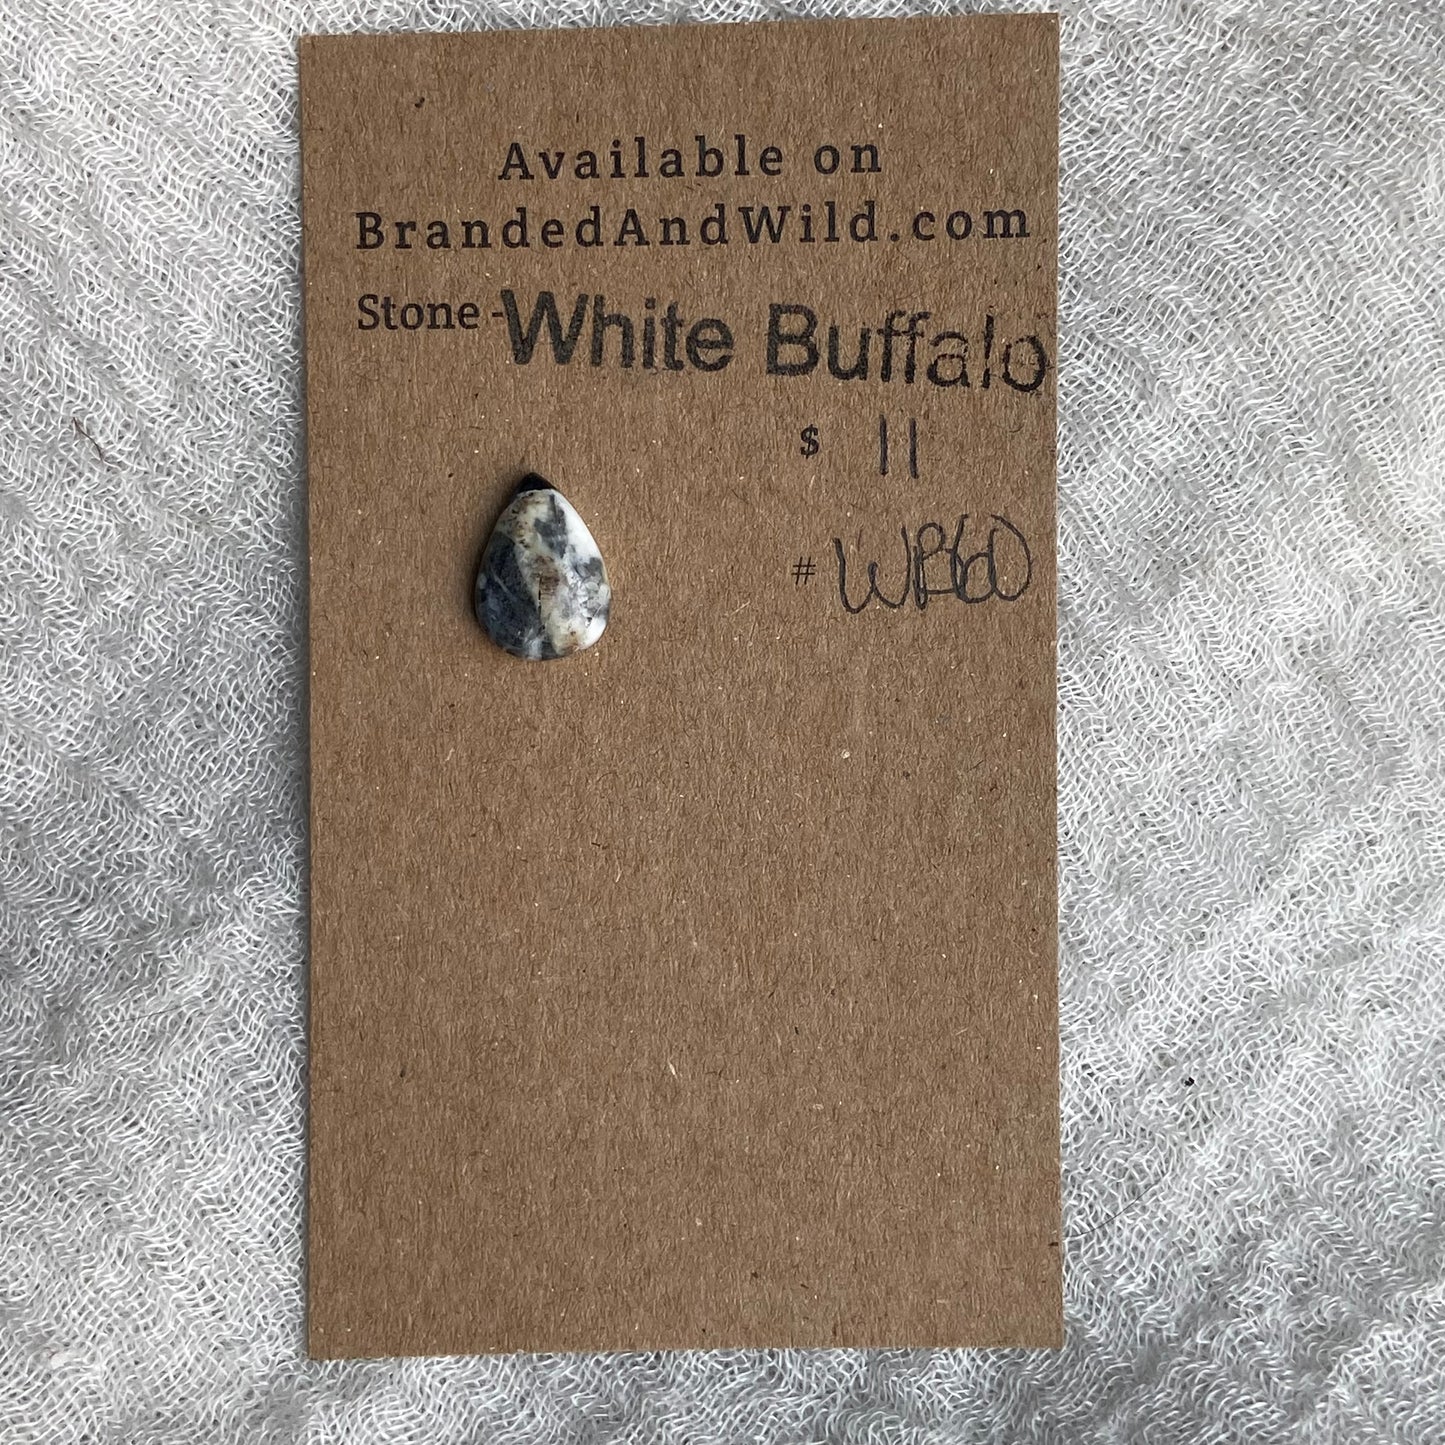 Available on
BrandedAndWild.com
Stone - White Buffalo
$ 11
# WB60